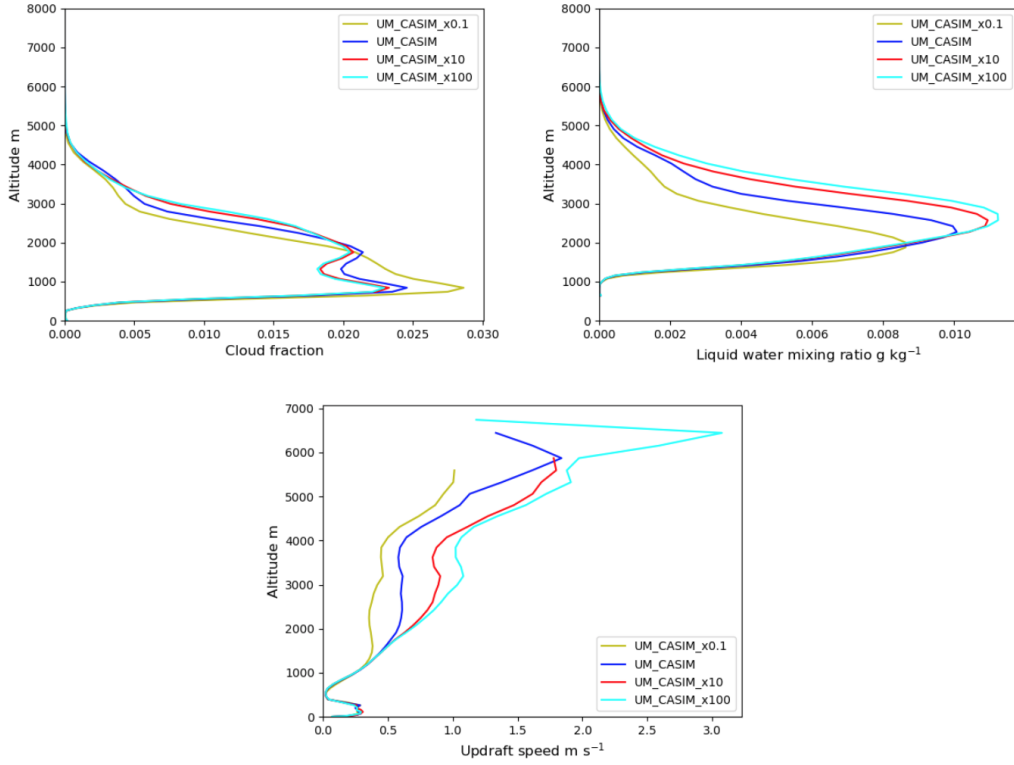 8000
7000
6000
5000
4000
3000
2000
1000
0
Altitude m
0.000 0.005 0.010 0.015 0.020 0.025 0.030
Cloud fraction
UM_CASIM_x0.1
UM_CASIM
UM_CASIM_x10
UM_CASIM_x100
8000
7000
6000
5000
4000
3000
2000
1000
0
Altitude m
0.000 0.002 0.004 0.006 0.008 0.010
Liquid water mixing ratio g kg⁻¹
UM_CASIM_x0.1
UM_CASIM
UM_CASIM_x10
UM_CASIM_x100
7000
6000
5000
4000
3000
2000
1000
0
Altitude m
0.0 0.5 1.0 1.5 2.0 2.5 3.0
Updraft speed m s⁻¹
UM_CASIM_x0.1
UM_CASIM
UM_CASIM_x10
UM_CASIM_x100